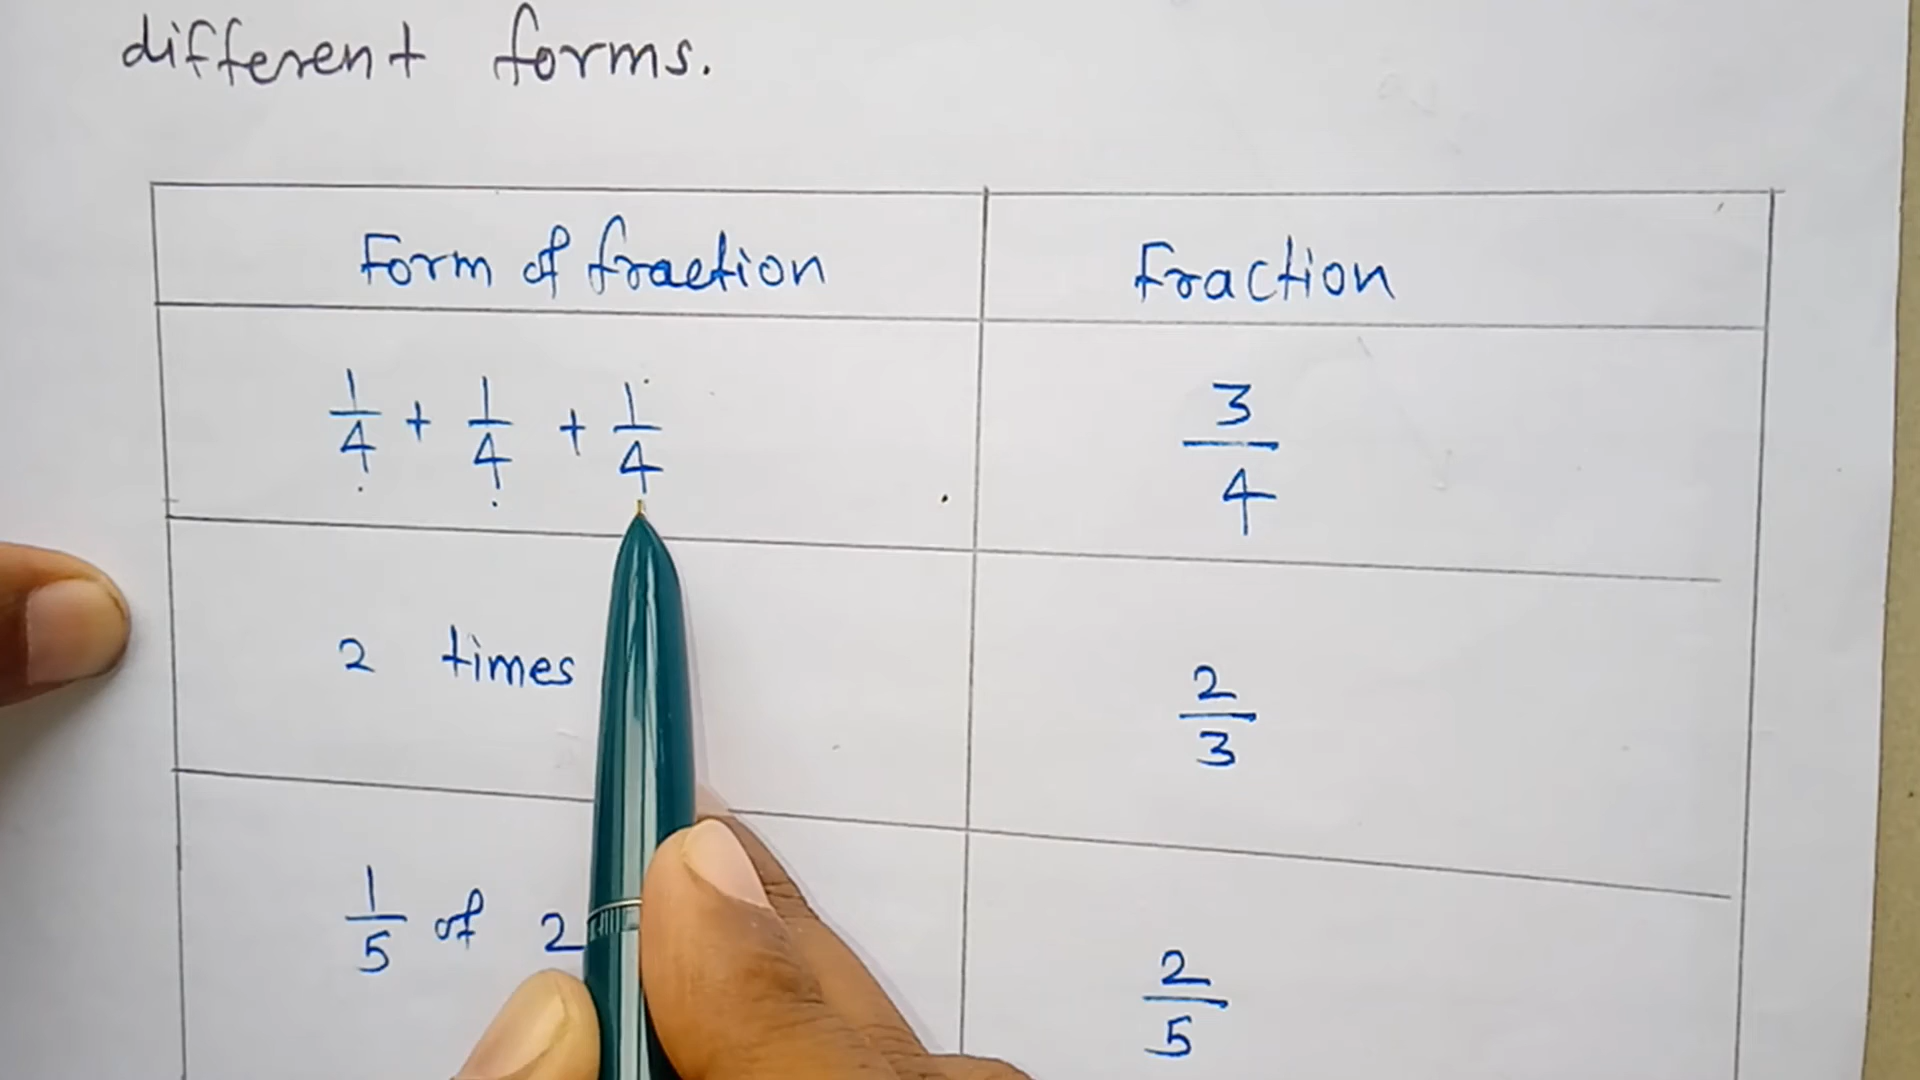 different forms.
Form of fraction Fraction
1/4 + 1/4 + 1/4 3/4
2 times 2/3
1/5 of 2 2/5